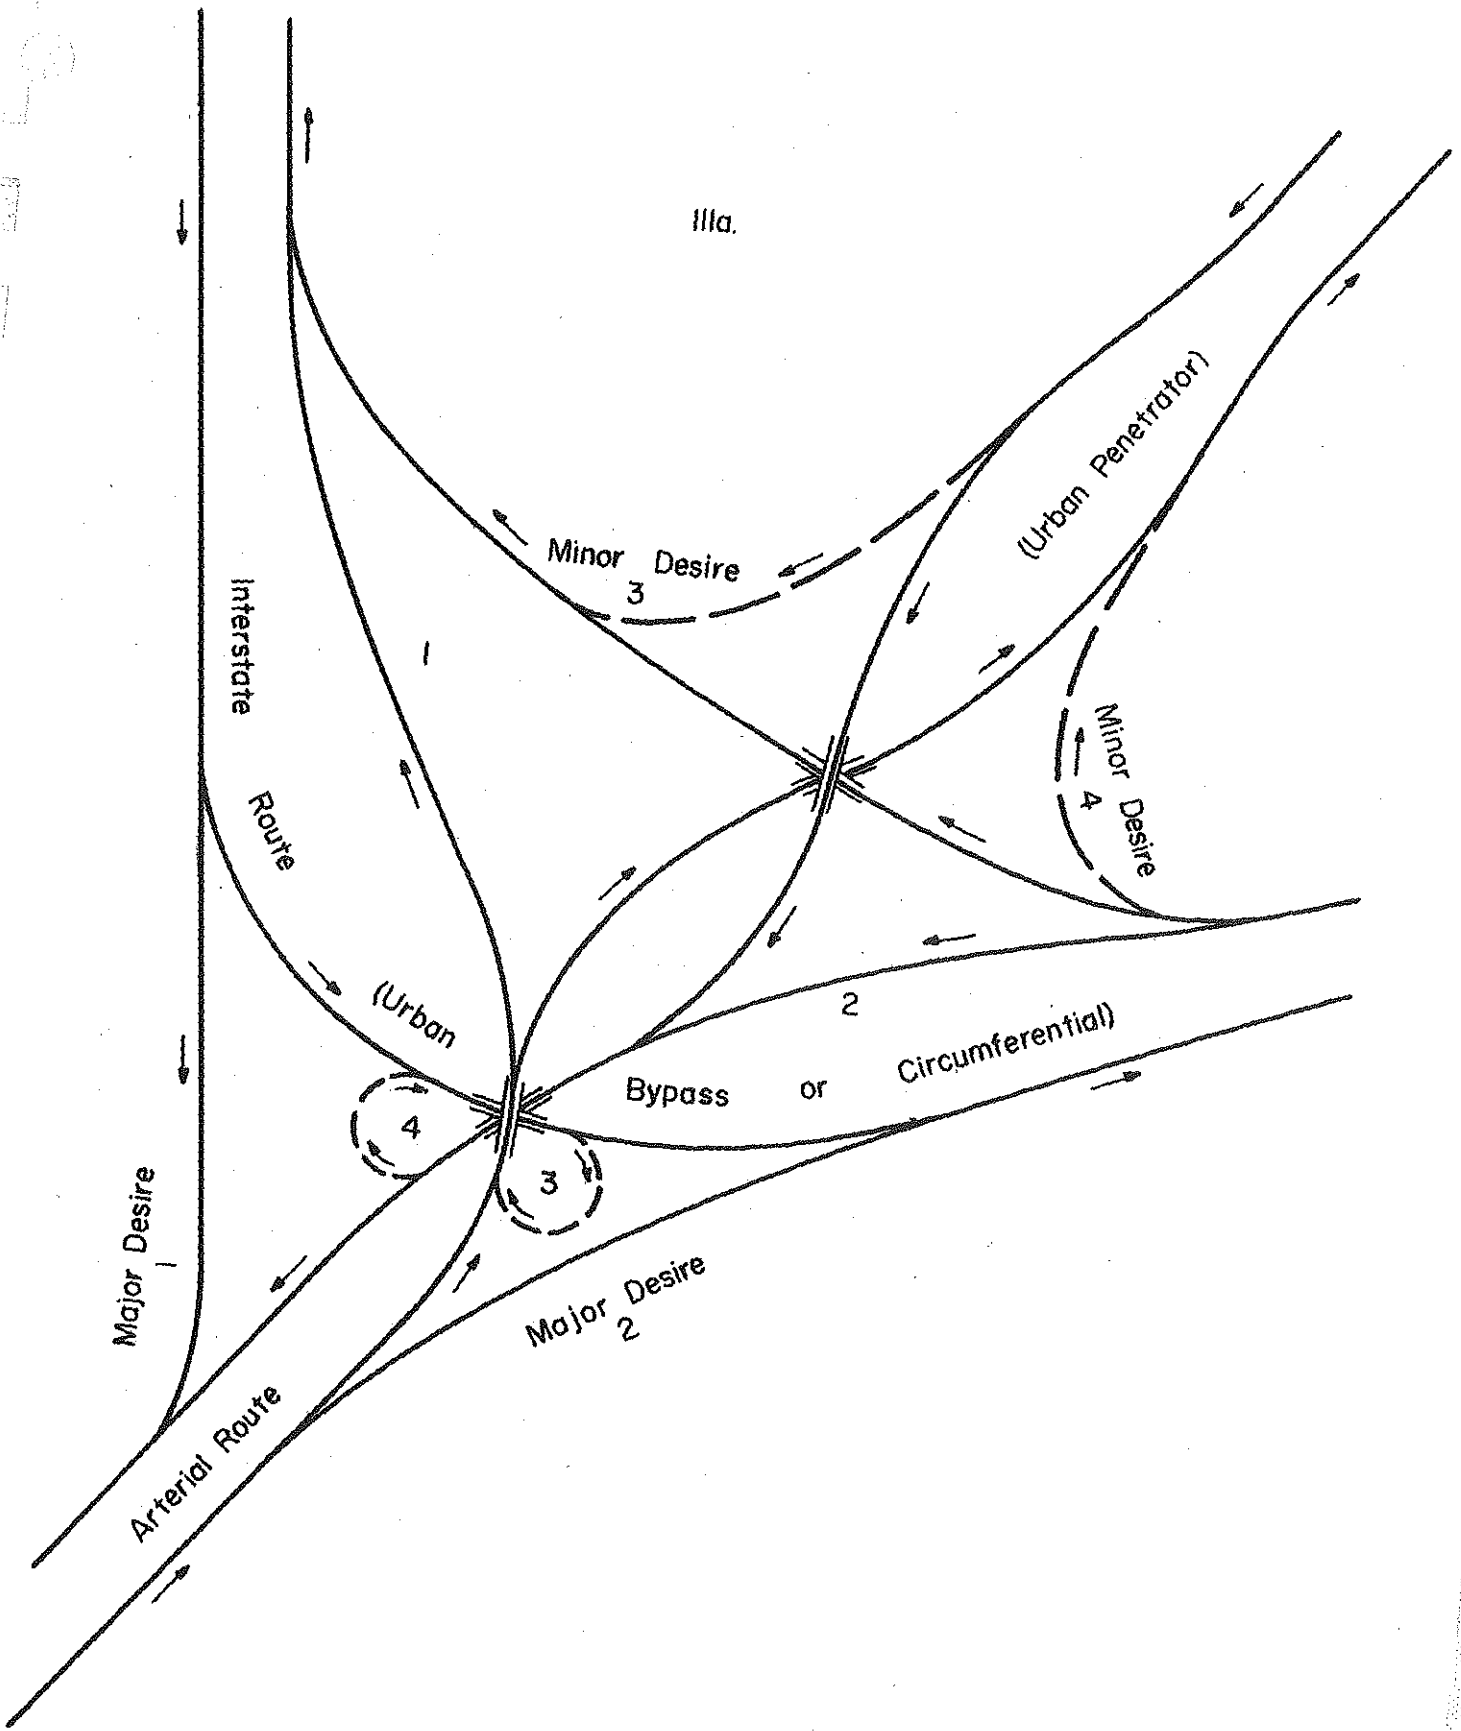 IIIa.
(Urban Penetrator)
Minor Desire
3
Interstate
1
Minor Desire
4
Route
(Urban
2
Bypass or Circumferential)
4
3
Major Desire
1
Major Desire
2
Arterial Route